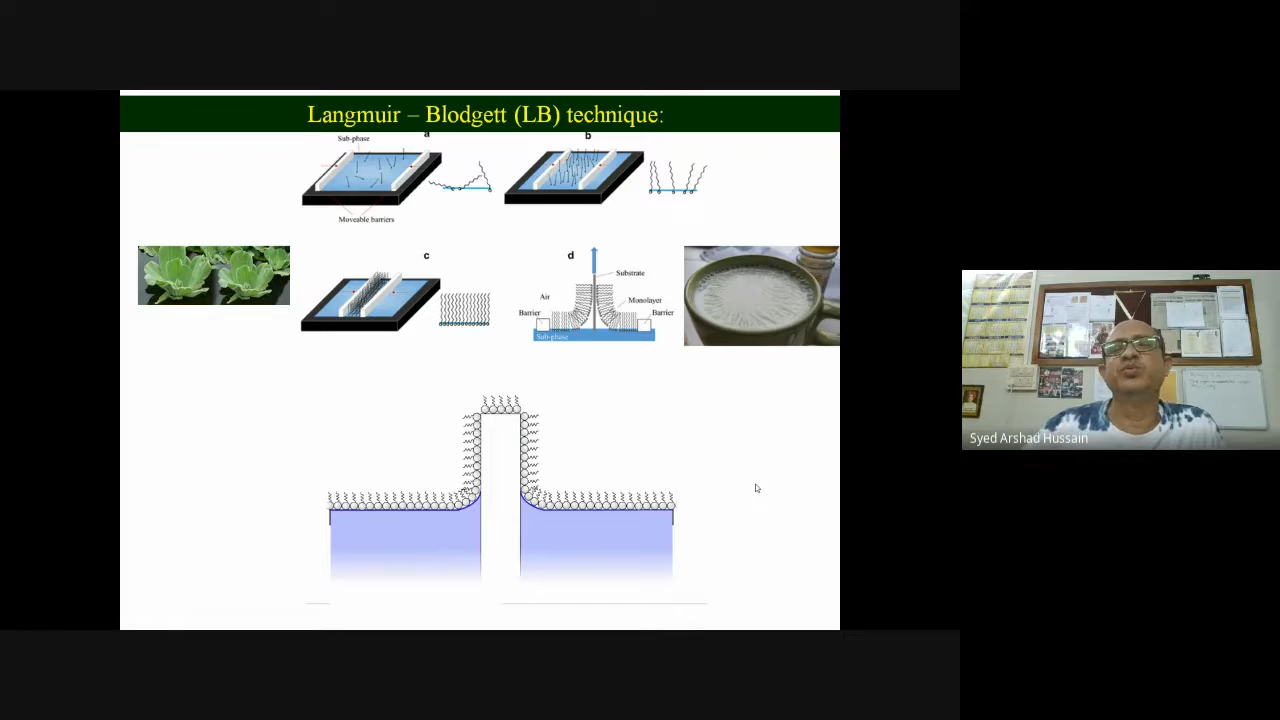 Langmuir – Blodgett (LB) technique:
a
b
Sub-phase
Moveable barriers
c
d
Substrate
Air
Monolayer
Barrier
Barrier
Sub-phase
Syed Arshad Hussain